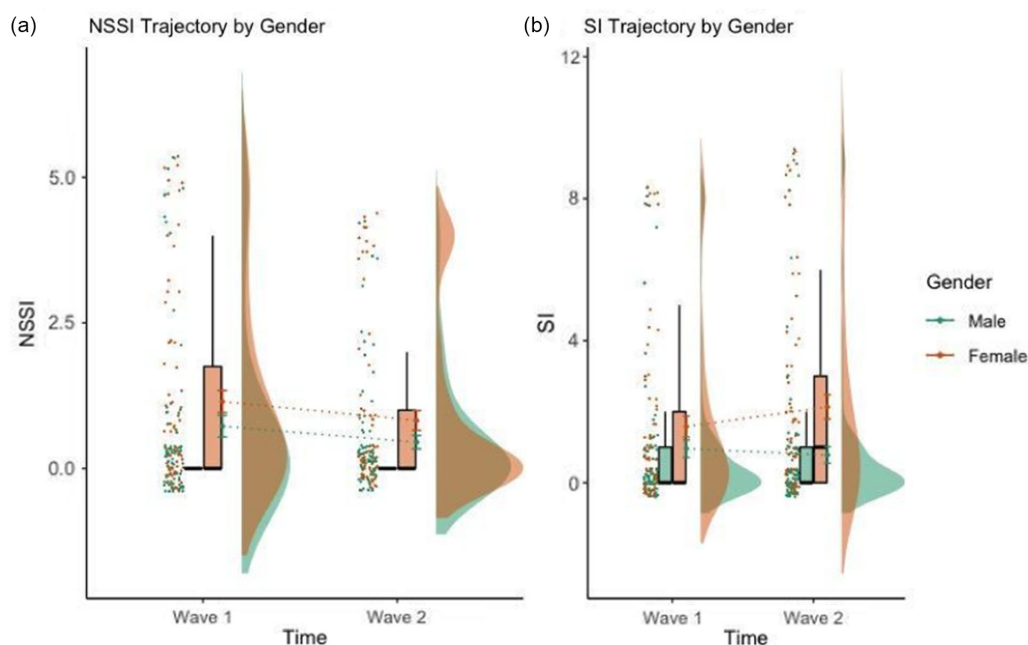 (a)
NSSI Trajectory by Gender
5.0
2.5
0.0
NSSI
Wave 1
Wave 2
Time
(b)
SI Trajectory by Gender
12
8
4
0
SI
Wave 1
Wave 2
Time
Gender
Male
Female